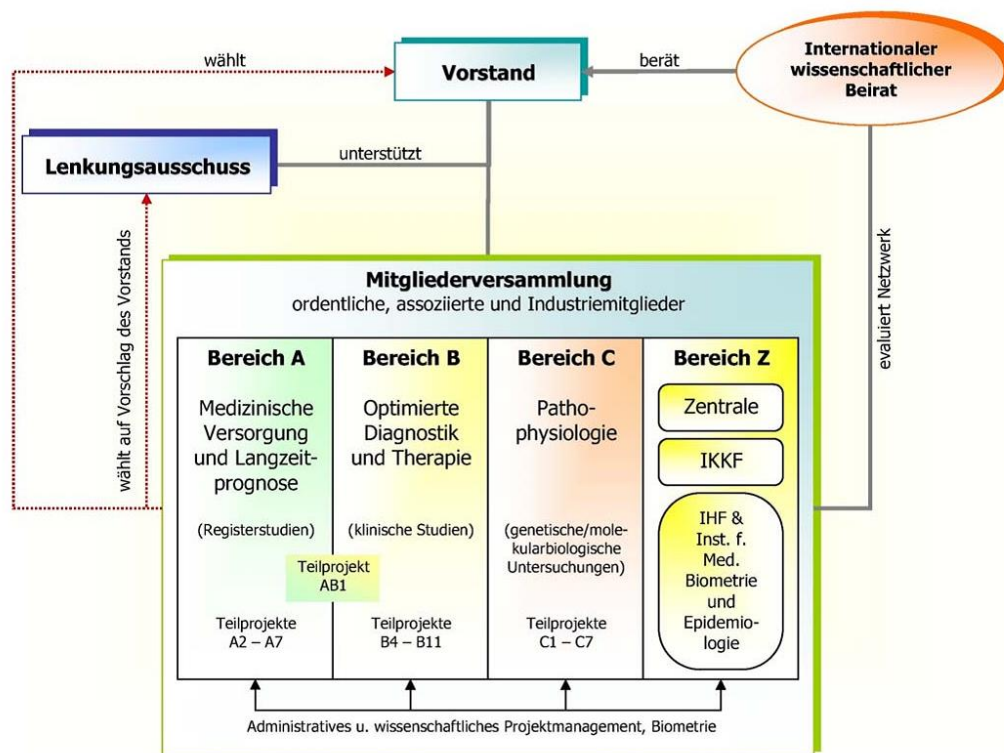 wählt
Vorstand
berät
Internationaler
wissenschaftlicher
Beirat
Lenkungsausschuss
unterstützt
wählt auf Vorschlag des Vorstands
evaluiert Netzwerk
Mitgliederversammlung
ordentliche, assoziierte und Industriemitglieder
Bereich A
Medizinische
Versorgung
und Langzeit-
prognose
(Registerstudien)
Bereich B
Optimierte
Diagnostik
und Therapie
(klinische Studien)
Teilprojekt
AB1
Teilprojekte
A2 – A7
Teilprojekte
B4 – B11
Bereich C
Patho-
physiologie
(genetische/mole-
kularbiologische
Untersuchungen)
Teilprojekte
C1 – C7
Bereich Z
Zentrale
IKKF
IHF &
Inst. f.
Med.
Biometrie
und
Epidemio-
logie
Administratives u. wissenschaftliches Projektmanagement, Biometrie